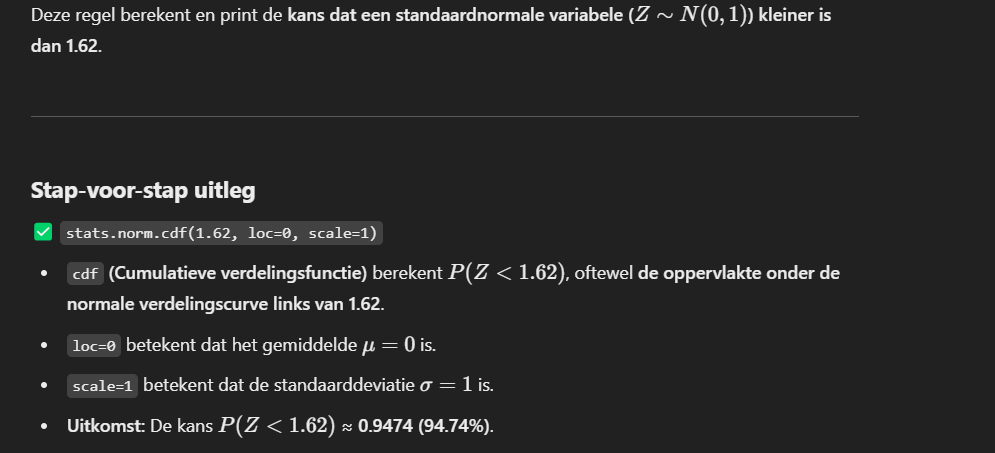 Deze regel berekent en print de kans dat een standaardnormale variabele (Z ∼ N(0, 1)) kleiner is
dan 1.62.
Stap-voor-stap uitleg
✅ stats.norm.cdf(1.62, loc=0, scale=1)
• cdf (Cumulatieve verdelingsfunctie) berekent P(Z < 1.62), oftewel de oppervlakte onder de
normale verdelingscurve links van 1.62.
• loc=0 betekent dat het gemiddelde μ = 0 is.
• scale=1 betekent dat de standaarddeviatie σ = 1 is.
• Uitkomst: De kans P(Z < 1.62) ≈ 0.9474 (94.74%).